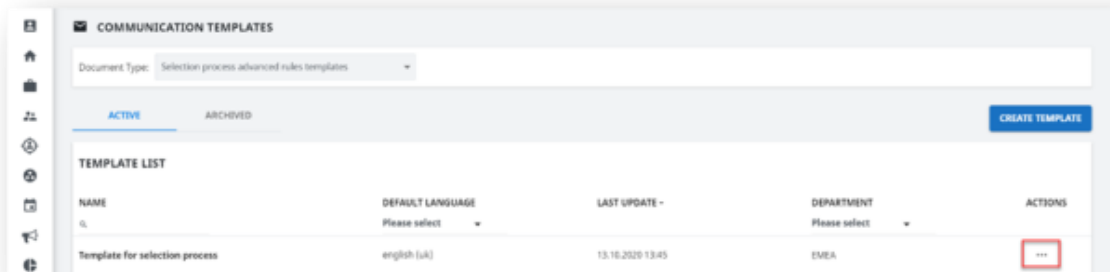 COMMUNICATION TEMPLATES
Document Type: Selection process advanced rules templates
ACTIVE ARCHIVED CREATE TEMPLATE
TEMPLATE LIST
NAME DEFAULT LANGUAGE LAST UPDATE DEPARTMENT ACTIONS
Please select Please select
Template for selection process english (uk) 13.10.2020 13:45 EMEA ...